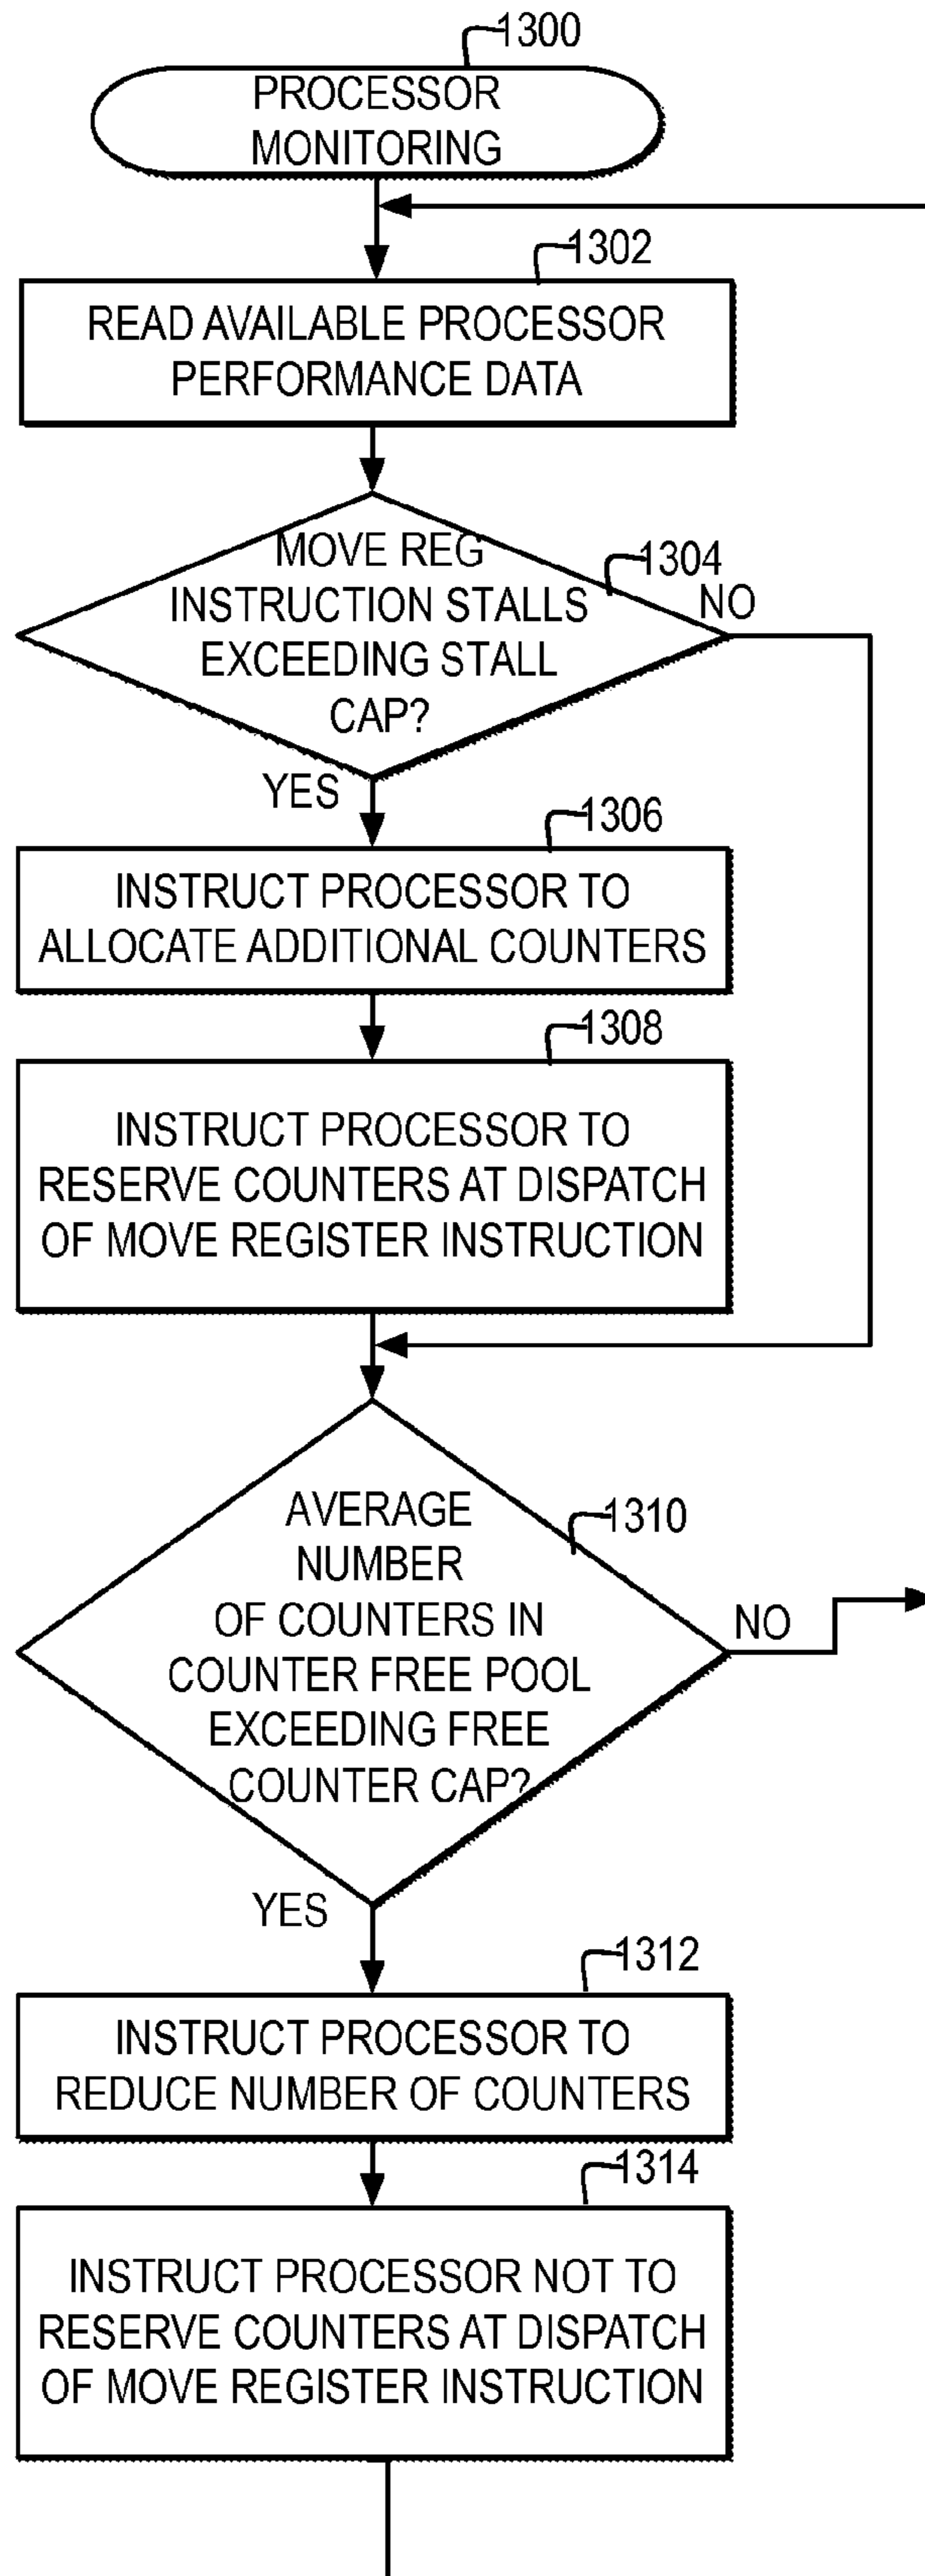 1300
PROCESSOR
MONITORING
1302
READ AVAILABLE PROCESSOR
PERFORMANCE DATA
MOVE REG
INSTRUCTION STALLS
EXCEEDING STALL
CAP?
1304
NO
YES
1306
INSTRUCT PROCESSOR TO
ALLOCATE ADDITIONAL COUNTERS
1308
INSTRUCT PROCESSOR TO
RESERVE COUNTERS AT DISPATCH
OF MOVE REGISTER INSTRUCTION
AVERAGE
NUMBER
OF COUNTERS IN
COUNTER FREE POOL
EXCEEDING FREE
COUNTER CAP?
1310
NO
YES
1312
INSTRUCT PROCESSOR TO
REDUCE NUMBER OF COUNTERS
1314
INSTRUCT PROCESSOR NOT TO
RESERVE COUNTERS AT DISPATCH
OF MOVE REGISTER INSTRUCTION